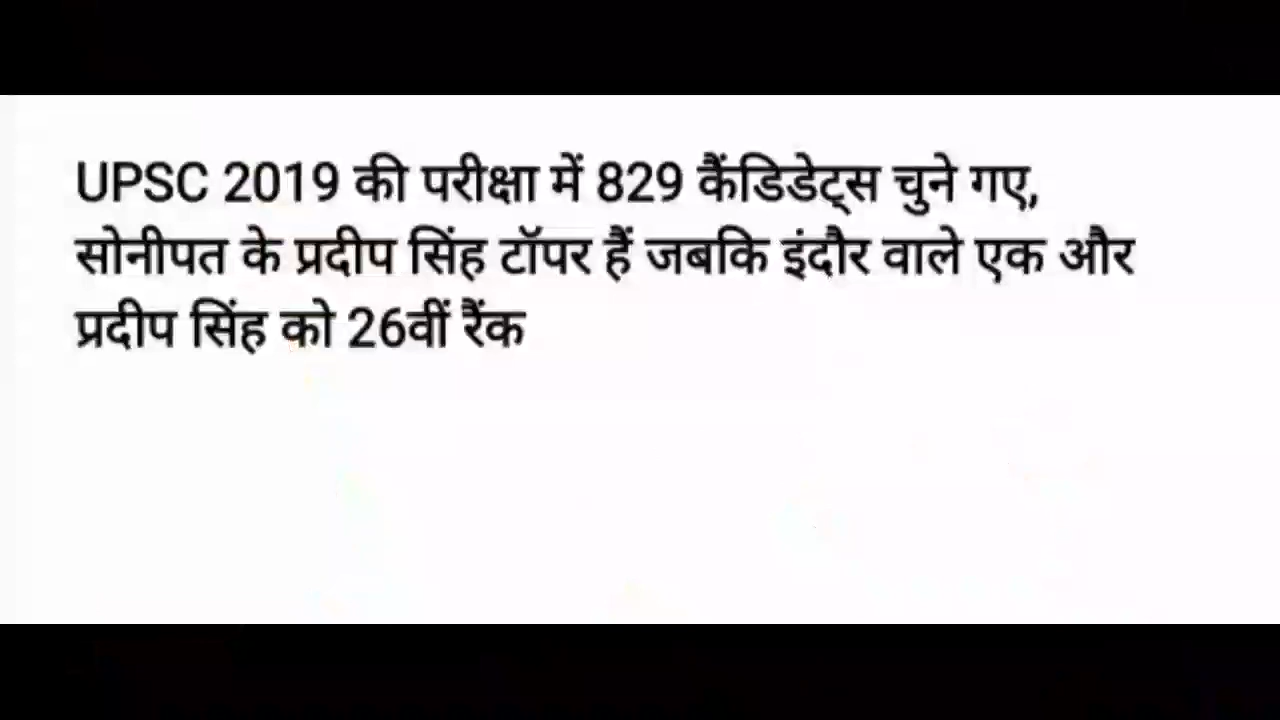 UPSC 2019 की परीक्षा में 829 कैंडिडेट्स चुने गए,
सोनीपत के प्रदीप सिंह टॉपर हैं जबकि इंदौर वाले एक और
प्रदीप सिंह को 26वीं रैंक